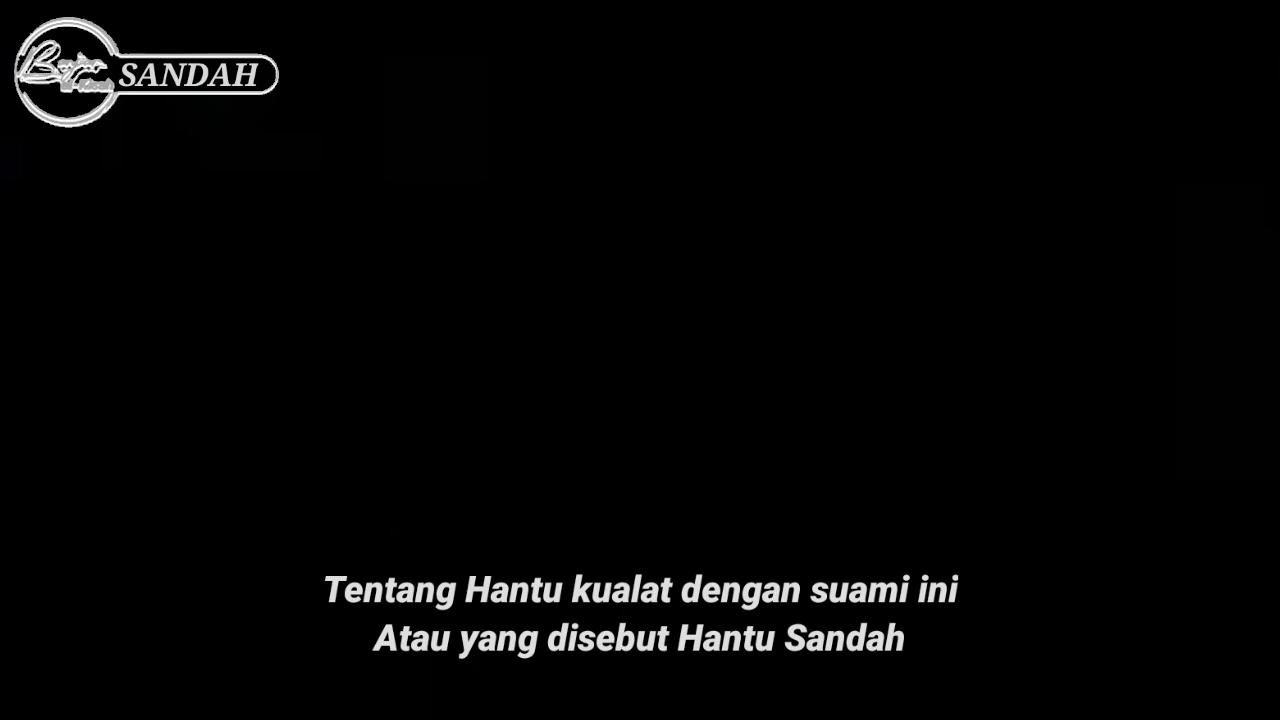 SANDAH
Tentang Hantu kualat dengan suami ini
Atau yang disebut Hantu Sandah